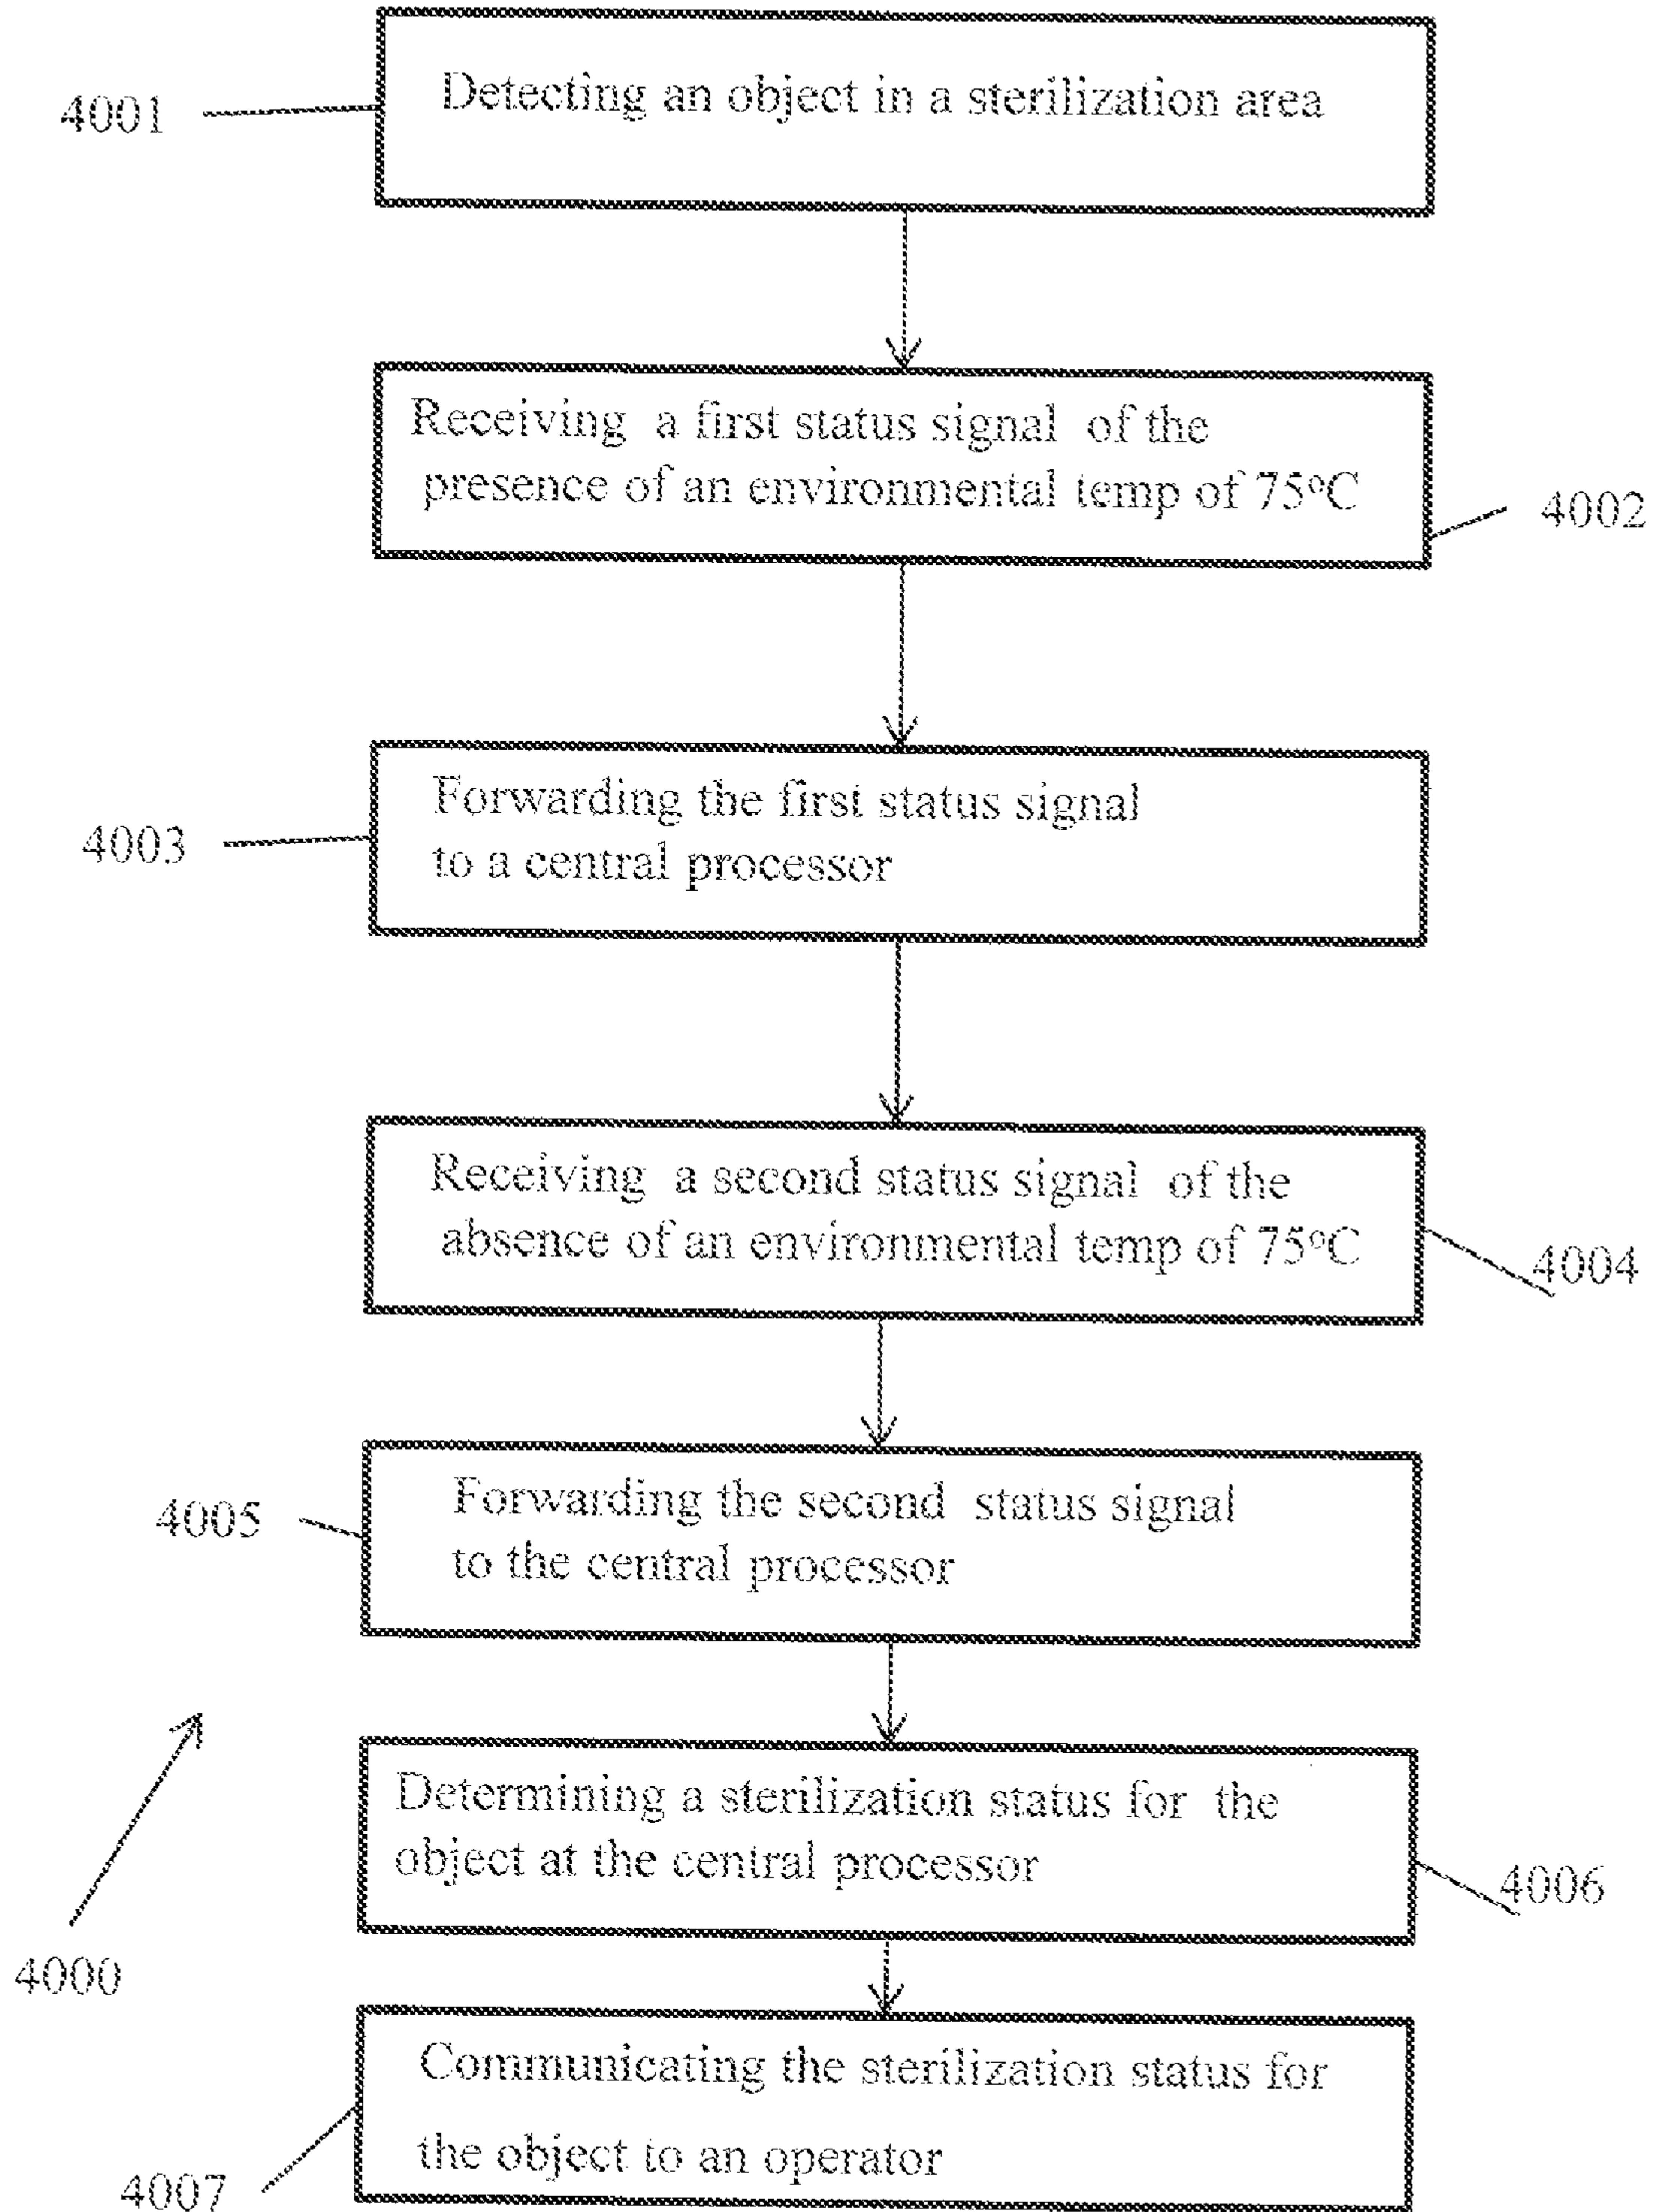 4001
Detecting an object in a sterilization area
Receiving a first status signal of the
presence of an environmental temp of 75ºC
4002
4003
Forwarding the first status signal
to a central processor
Receiving a second status signal of the
absence of an environmental temp of 75ºC
4004
4005
Forwarding the second status signal
to the central processor
Determining a sterilization status for the
object at the central processor
4006
4000
Communicating the sterilization status for
the object to an operator
4007